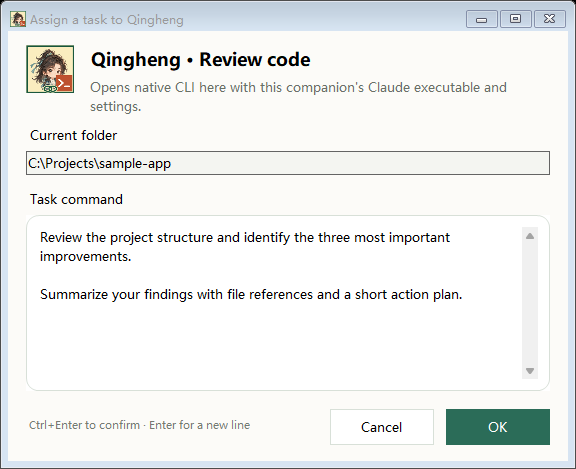 Assign a task to Qingheng
Qingheng • Review code
Opens native CLI here with this companion's Claude executable and
settings.
Current folder
C:\Projects\sample-app
Task command
Review the project structure and identify the three most important
improvements.
Summarize your findings with file references and a short action plan.
Ctrl+Enter to confirm · Enter for a new line
Cancel
OK